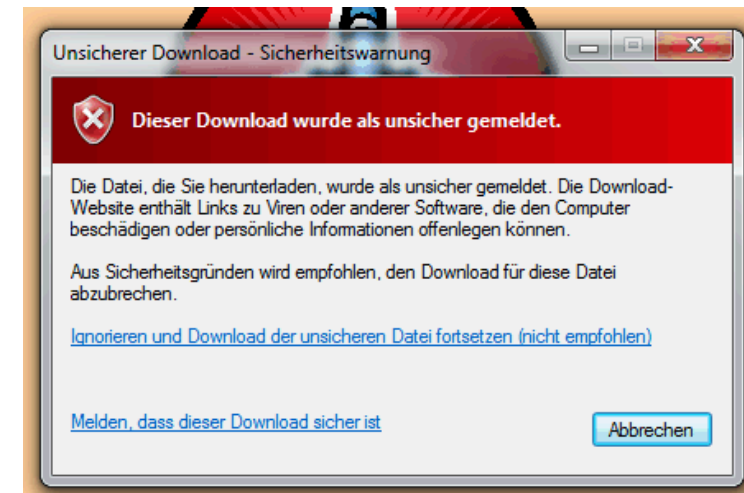 Unsicherer Download - Sicherheitswarnung
Dieser Download wurde als unsicher gemeldet.
Die Datei, die Sie herunterladen, wurde als unsicher gemeldet. Die Download-
Website enthält Links zu Viren oder anderer Software, die den Computer
beschädigen oder persönliche Informationen offenlegen können.
Aus Sicherheitsgründen wird empfohlen, den Download für diese Datei
abzubrechen.
Ignorieren und Download der unsicheren Datei fortsetzen (nicht empfohlen)
Melden, dass dieser Download sicher ist
Abbrechen